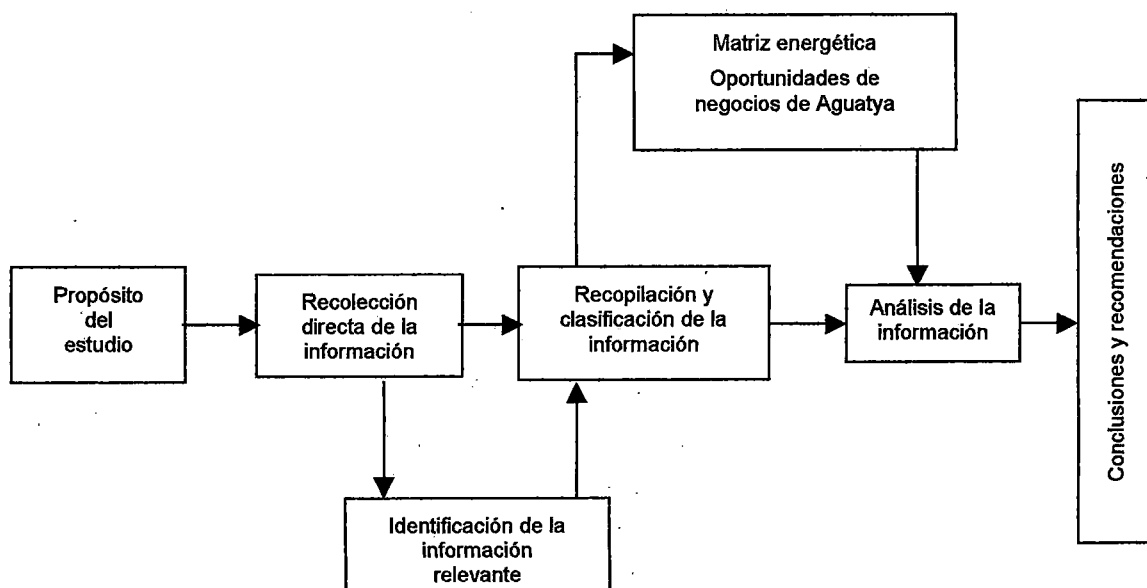 Matriz energética
Oportunidades de
negocios de Aguatya
Propósito
del
estudio
Recolección
directa de la
información
Recopilación y
clasificación de la
información
Análisis de la
información
Conclusiones y recomendaciones
Identificación de la
información
relevante